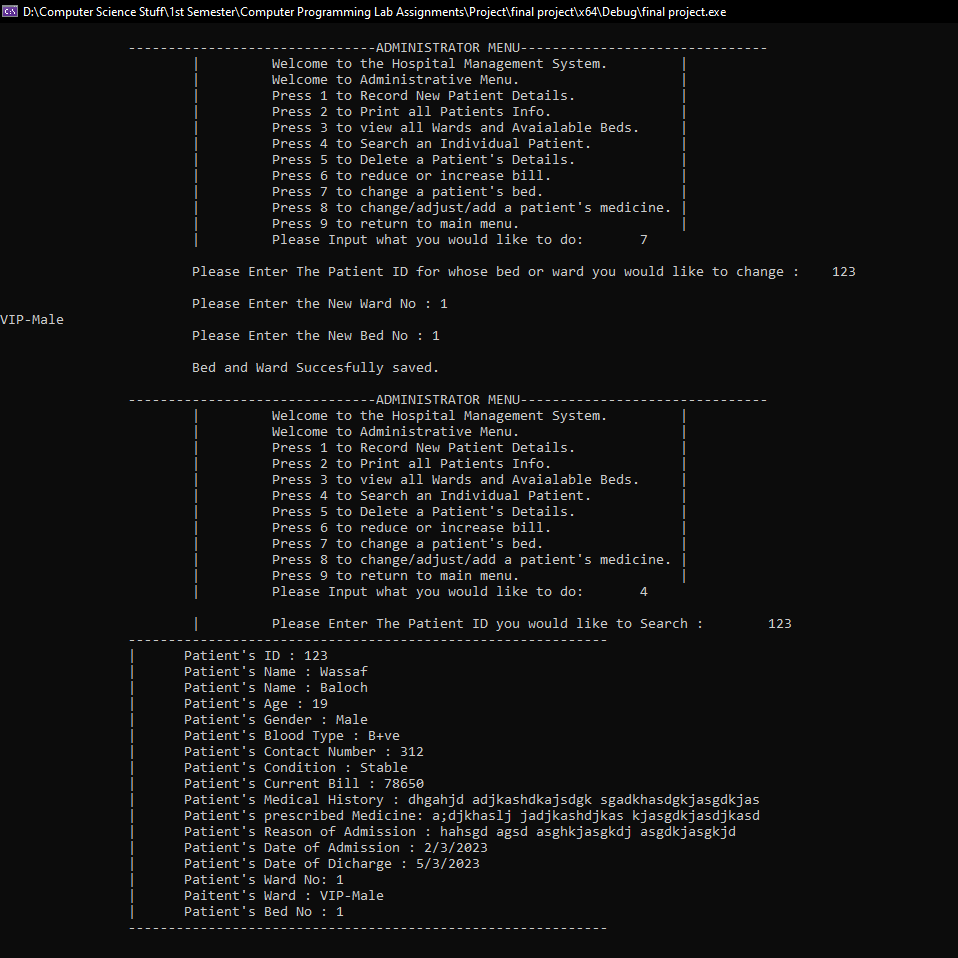 D:\Computer Science Stuff\1st Semester\Computer Programming Lab Assignments\Project\final project\x64\Debug\final project.exe
-------------------------------ADMINISTRATOR MENU-------------------------------
| Welcome to the Hospital Management System. |
| Welcome to Administrative Menu. |
| Press 1 to Record New Patient Details. |
| Press 2 to Print all Patients Info. |
| Press 3 to view all Wards and Avaialable Beds. |
| Press 4 to Search an Individual Patient. |
| Press 5 to Delete a Patient's Details. |
| Press 6 to reduce or increase bill. |
| Press 7 to change a patient's bed. |
| Press 8 to change/adjust/add a patient's medicine. |
| Press 9 to return to main menu. |
| Please Input what you would like to do: 7
Please Enter The Patient ID for whose bed or ward you would like to change : 123
Please Enter the New Ward No : 1
VIP-Male
Please Enter the New Bed No : 1
Bed and Ward Succesfully saved.
-------------------------------ADMINISTRATOR MENU-------------------------------
| Welcome to the Hospital Management System. |
| Welcome to Administrative Menu. |
| Press 1 to Record New Patient Details. |
| Press 2 to Print all Patients Info. |
| Press 3 to view all Wards and Avaialable Beds. |
| Press 4 to Search an Individual Patient. |
| Press 5 to Delete a Patient's Details. |
| Press 6 to reduce or increase bill. |
| Press 7 to change a patient's bed. |
| Press 8 to change/adjust/add a patient's medicine. |
| Press 9 to return to main menu. |
| Please Input what you would like to do: 4
| Please Enter The Patient ID you would like to Search : 123
------------------------------------------------------------
| Patient's ID : 123
| Patient's Name : Wassaf
| Patient's Name : Baloch
| Patient's Age : 19
| Patient's Gender : Male
| Patient's Blood Type : B+ve
| Patient's Contact Number : 312
| Patient's Condition : Stable
| Patient's Current Bill : 78650
| Patient's Medical History : dhgahjd adjkashdkajsdgk sgadkhasdgkjasgdkjas
| Patient's prescribed Medicine: a;djkhaslj jadjkashdjkas kjasgdkjasdjkasd
| Patient's Reason of Admission : hahsgd agsd asghkjasgkdj asgdkjasgkjd
| Patient's Date of Admission : 2/3/2023
| Patient's Date of Dicharge : 5/3/2023
| Patient's Ward No: 1
| Paitent's Ward : VIP-Male
| Patient's Bed No : 1
------------------------------------------------------------